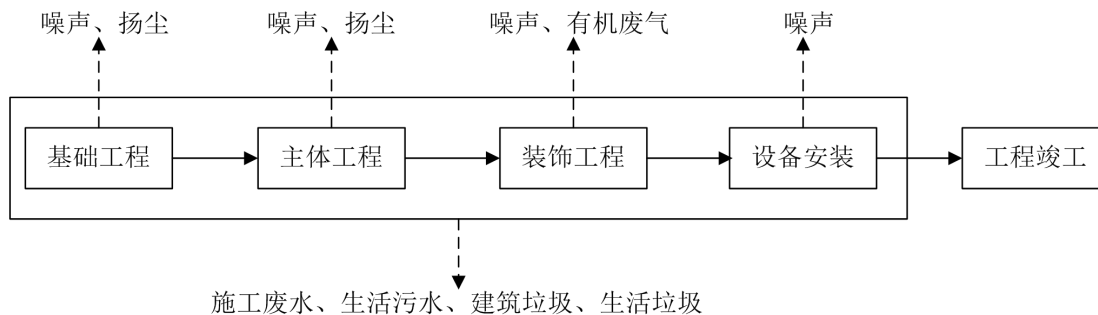 噪声、扬尘
噪声、扬尘
噪声、有机废气
噪声
基础工程
主体工程
装饰工程
设备安装
工程竣工
施工废水、生活污水、建筑垃圾、生活垃圾